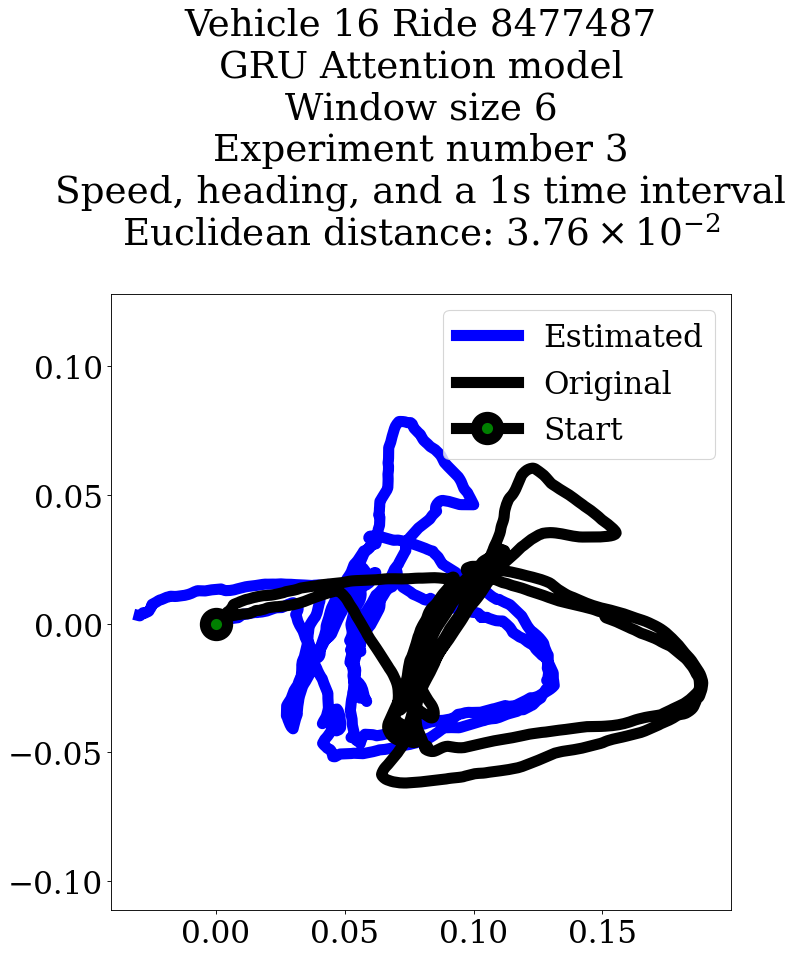 Vehicle 16 Ride 8477487
GRU Attention model
Window size 6
Experiment number 3
Speed, heading, and a 1s time interval
Euclidean distance: 3.76 × 10⁻²
Estimated
Original
Start
0.10
0.05
0.00
−0.05
−0.10
0.00 0.05 0.10 0.15